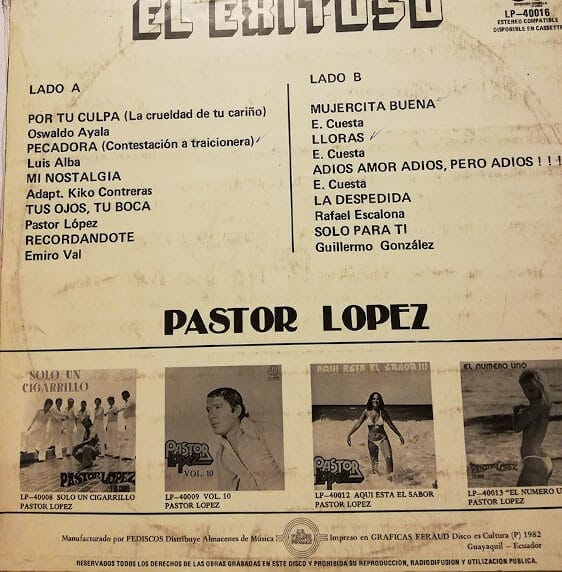 EL EXITOSO
LP-40016
ESTEREO COMPATIBLE
DISPONIBLE EN CASSETTE
LADO A
POR TU CULPA (La crueldad de tu cariño)
Oswaldo Ayala
PECADORA (Contestación a traicionera)
Luis Alba
MI NOSTALGIA
Adapt. Kiko Contreras
TUS OJOS, TU BOCA
Pastor López
RECORDANDOTE
Emiro Val
LADO B
MUJERCITA BUENA
E. Cuesta
LLORAS
E. Cuesta
ADIOS AMOR ADIOS, PERO ADIOS ! ! !
E. Cuesta
LA DESPEDIDA
Rafael Escalona
SOLO PARA TI
Guillermo González
PASTOR LOPEZ
SOLO UN
CIGARRILLO
PASTOR LOPEZ
LP-40008 SOLO UN CIGARRILLO
PASTOR LOPEZ
PASTOR
LOPEZ
VOL. 10
LP-40009 VOL. 10
PASTOR LOPEZ
AQUI ESTA EL SABOR!!!
PASTOR
LOPEZ
LP-40012 AQUI ESTA EL SABOR
PASTOR LOPEZ
EL NUMERO UNO
PASTOR LOPEZ
LP-40013 "EL NUMERO U
PASTOR LOPEZ
Manufacturado por FEDISCOS Distribuye Almacenes de Música
Impreso en GRAFICAS FERAUD Disco es Cultura (P) 1982
Guayaquil - Ecuador
RESERVADOS TODOS LOS DERECHOS DE LAS OBRAS GRABADAS EN ESTE DISCO Y PROHIBIDA SU REPRODUCCION, RADIODIFUSION Y UTILIZACION PUBLICA.